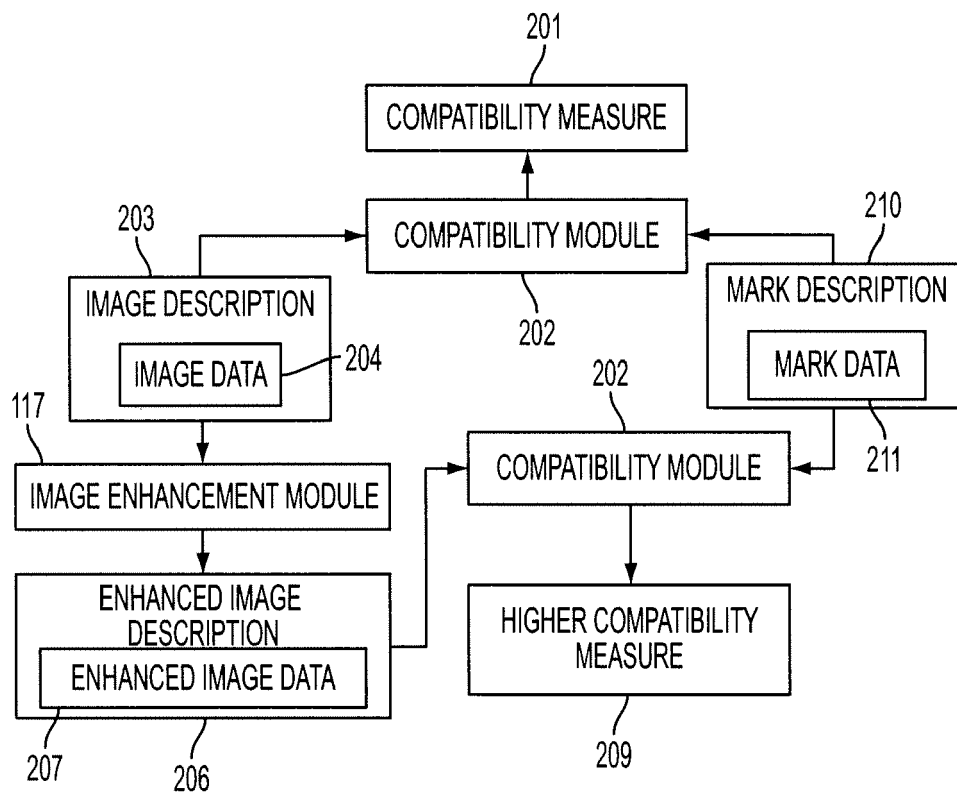 201
COMPATIBILITY MEASURE
203
COMPATIBILITY MODULE
210
IMAGE DESCRIPTION
MARK DESCRIPTION
202
IMAGE DATA
204
MARK DATA
202
117
COMPATIBILITY MODULE
211
IMAGE ENHANCEMENT MODULE
ENHANCED IMAGE
DESCRIPTION
HIGHER COMPATIBILITY
MEASURE
ENHANCED IMAGE DATA
207
206
209